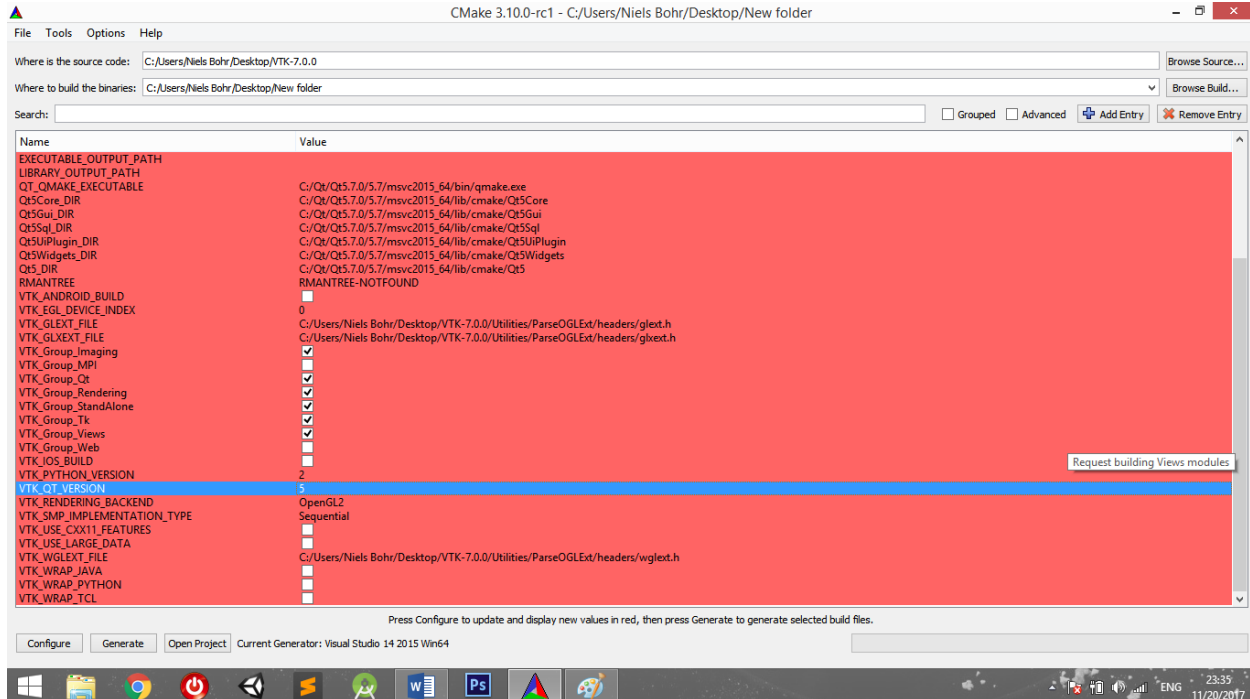 CMake 3.10.0-rc1 - C:/Users/Niels Bohr/Desktop/New folder
File Tools Options Help
Where is the source code: C:/Users/Niels Bohr/Desktop/VTK-7.0.0 Browse Source...
Where to build the binaries: C:/Users/Niels Bohr/Desktop/New folder Browse Build...
Search: Grouped Advanced Add Entry Remove Entry
Name Value
EXECUTABLE_OUTPUT_PATH
LIBRARY_OUTPUT_PATH
QT_QMAKE_EXECUTABLE C:/Qt/Qt5.7.0/5.7/msvc2015_64/bin/qmake.exe
Qt5Core_DIR C:/Qt/Qt5.7.0/5.7/msvc2015_64/lib/cmake/Qt5Core
Qt5Gui_DIR C:/Qt/Qt5.7.0/5.7/msvc2015_64/lib/cmake/Qt5Gui
Qt5Sql_DIR C:/Qt/Qt5.7.0/5.7/msvc2015_64/lib/cmake/Qt5Sql
Qt5UiPlugin_DIR C:/Qt/Qt5.7.0/5.7/msvc2015_64/lib/cmake/Qt5UiPlugin
Qt5Widgets_DIR C:/Qt/Qt5.7.0/5.7/msvc2015_64/lib/cmake/Qt5Widgets
Qt5_DIR C:/Qt/Qt5.7.0/5.7/msvc2015_64/lib/cmake/Qt5
RMANTREE RMANTREE-NOTFOUND
VTK_ANDROID_BUILD
VTK_EGL_DEVICE_INDEX 0
VTK_GLEXT_FILE C:/Users/Niels Bohr/Desktop/VTK-7.0.0/Utilities/ParseOGLExt/headers/glext.h
VTK_GLXEXT_FILE C:/Users/Niels Bohr/Desktop/VTK-7.0.0/Utilities/ParseOGLExt/headers/glxext.h
VTK_Group_Imaging
VTK_Group_MPI
VTK_Group_Qt
VTK_Group_Rendering
VTK_Group_StandAlone
VTK_Group_Tk
VTK_Group_Views
VTK_Group_Web
VTK_IOS_BUILD
Request building Views modules
VTK_PYTHON_VERSION 2
VTK_QT_VERSION 5
VTK_RENDERING_BACKEND OpenGL2
VTK_SMP_IMPLEMENTATION_TYPE Sequential
VTK_USE_CXX11_FEATURES
VTK_USE_LARGE_DATA
VTK_WGLEXT_FILE C:/Users/Niels Bohr/Desktop/VTK-7.0.0/Utilities/ParseOGLExt/headers/wglext.h
VTK_WRAP_JAVA
VTK_WRAP_PYTHON
VTK_WRAP_TCL
Press Configure to update and display new values in red, then press Generate to generate selected build files.
Configure Generate Open Project Current Generator: Visual Studio 14 2015 Win64
Ps
ENG 23:35
11/20/2017